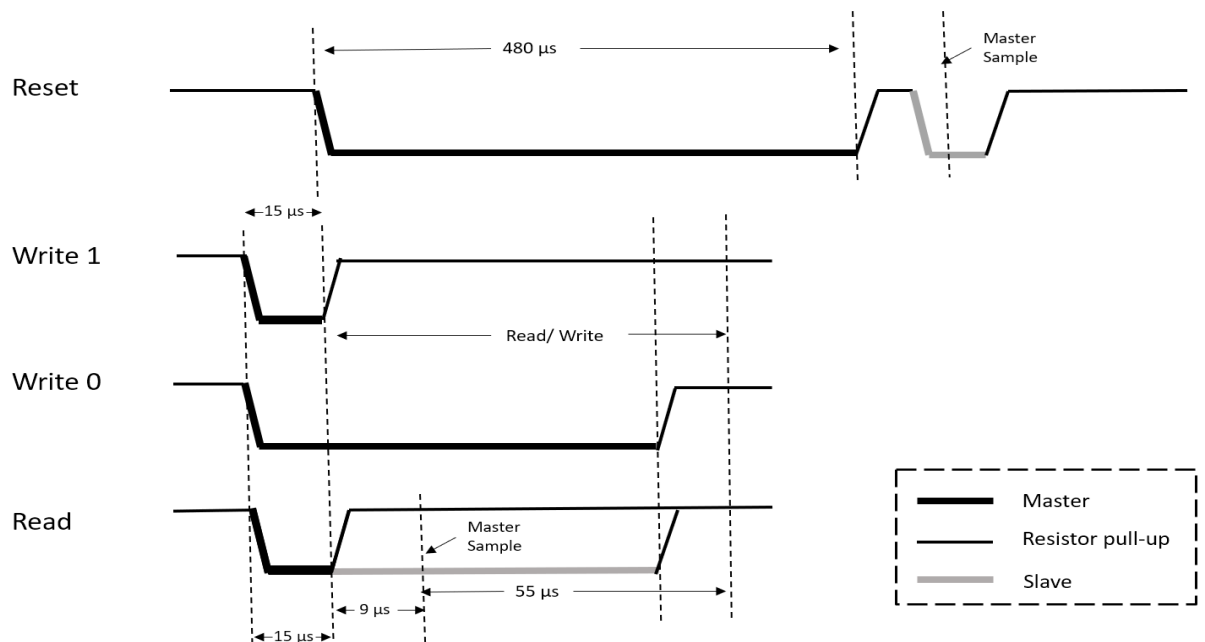 480 µs
Master
Sample
Reset
15 µs
Write 1
Read/ Write
Write 0
Read
Master
Sample
55 µs
9 µs
15 µs
Master
Resistor pull-up
Slave